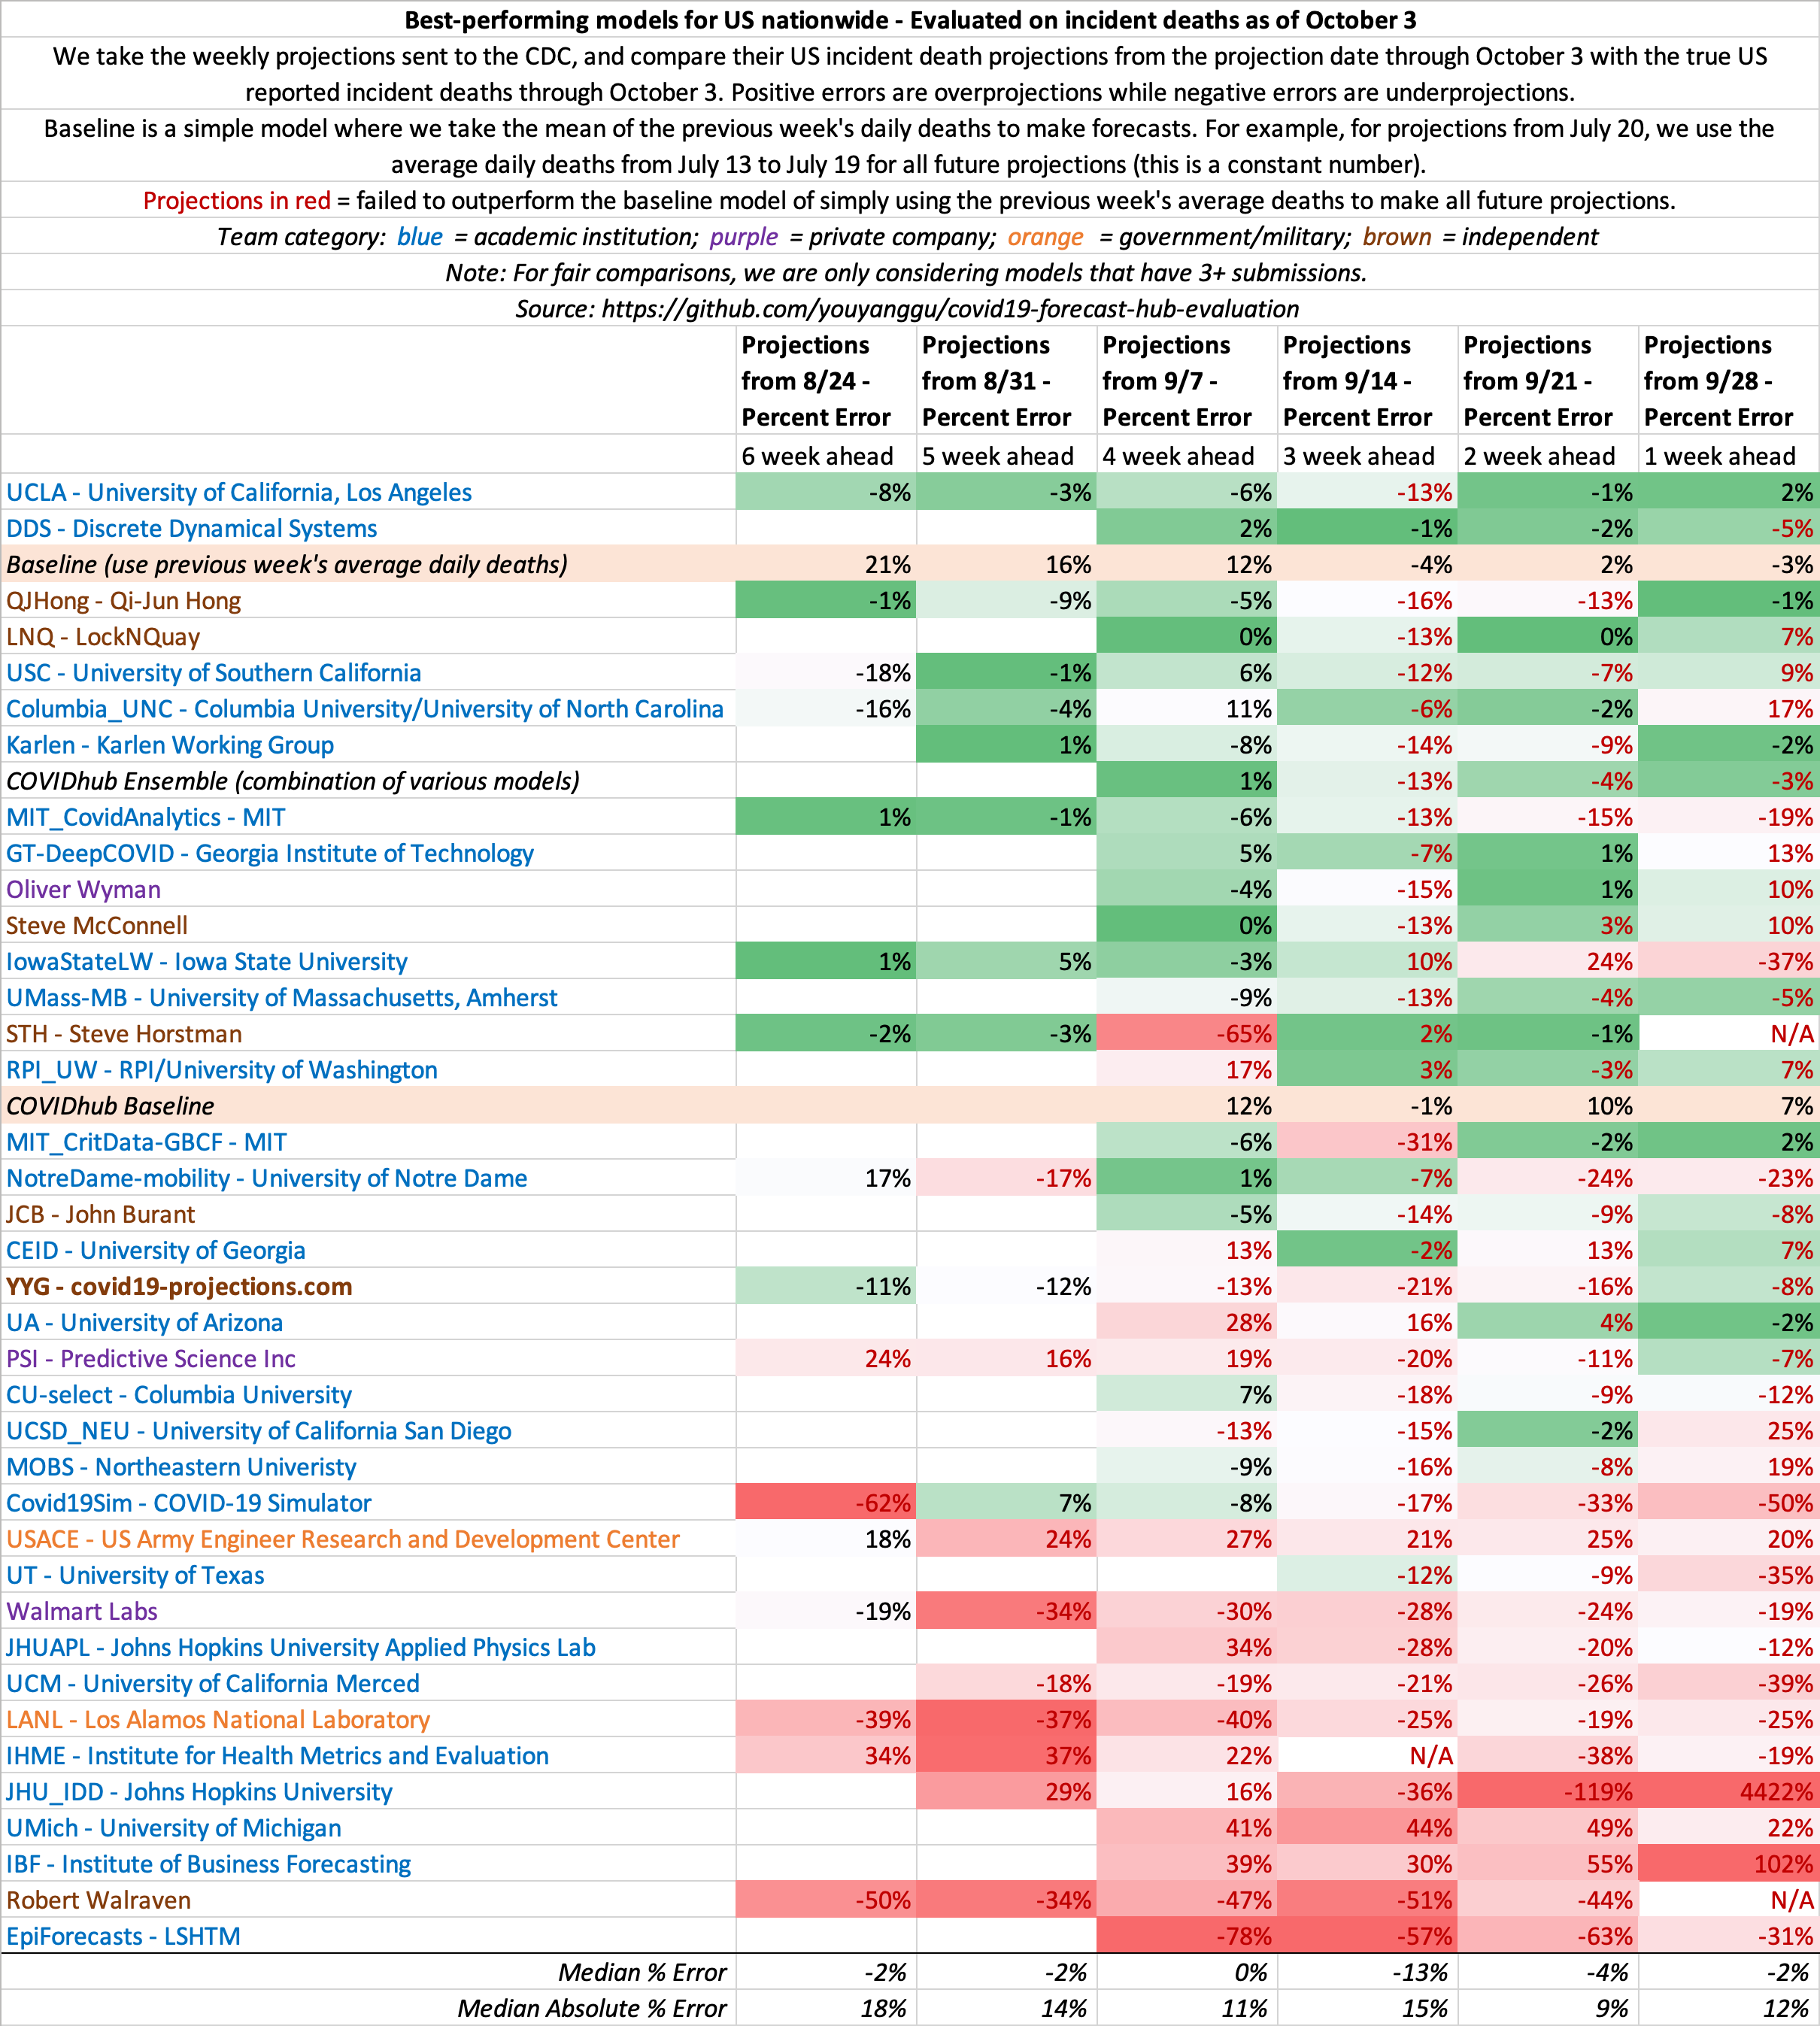 Best-performing models for US nationwide - Evaluated on incident deaths as of October 3
We take the weekly projections sent to the CDC, and compare their US incident death projections from the projection date through October 3 with the true US
reported incident deaths through October 3. Positive errors are overprojections while negative errors are underprojections.
Baseline is a simple model where we take the mean of the previous week's daily deaths to make forecasts. For example, for projections from July 20, we use the
average daily deaths from July 13 to July 19 for all future projections (this is a constant number).
Projections in red = failed to outperform the baseline model of simply using the previous week's average deaths to make all future projections.
Team category: blue = academic institution; purple = private company; orange = government/military; brown = independent
Note: For fair comparisons, we are only considering models that have 3+ submissions.
Source: https://github.com/youyanggu/covid19-forecast-hub-evaluation
Projections Projections Projections Projections Projections Projections
from 8/24 - from 8/31 - from 9/7 - from 9/14 - from 9/21 - from 9/28 -
Percent Error Percent Error Percent Error Percent Error Percent Error Percent Error
6 week ahead 5 week ahead 4 week ahead 3 week ahead 2 week ahead 1 week ahead
UCLA - University of California, Los Angeles -8% -3% -6% -13% -1% 2%
DDS - Discrete Dynamical Systems 2% -1% -2% -5%
Baseline (use previous week's average daily deaths) 21% 16% 12% -4% 2% -3%
QJHong - Qi-Jun Hong -1% -9% -5% -16% -13% -1%
LNQ - LockNQuay 0% -13% 0% 7%
USC - University of Southern California -18% -1% 6% -12% -7% 9%
Columbia_UNC - Columbia University/University of North Carolina -16% -4% 11% -6% -2% 17%
Karlen - Karlen Working Group 1% -8% -14% -9% -2%
COVIDhub Ensemble (combination of various models) 1% -13% -4% -3%
MIT_CovidAnalytics - MIT 1% -1% -6% -13% -15% -19%
GT-DeepCOVID - Georgia Institute of Technology 5% -7% 1% 13%
Oliver Wyman -4% -15% 1% 10%
Steve McConnell 0% -13% 3% 10%
IowaStateLW - Iowa State University 1% 5% -3% 10% 24% -37%
UMass-MB - University of Massachusetts, Amherst -9% -13% -4% -5%
STH - Steve Horstman -2% -3% -65% 2% -1% N/A
RPI_UW - RPI/University of Washington 17% 3% -3% 7%
COVIDhub Baseline 12% -1% 10% 7%
MIT_CritData-GBCF - MIT -6% -31% -2% 2%
NotreDame-mobility - University of Notre Dame 17% -17% 1% -7% -24% -23%
JCB - John Burant -5% -14% -9% -8%
CEID - University of Georgia 13% -2% 13% 7%
YYG - covid19-projections.com -11% -12% -13% -21% -16% -8%
UA - University of Arizona 28% 16% 4% -2%
PSI - Predictive Science Inc 24% 16% 19% -20% -11% -7%
CU-select - Columbia University 7% -18% -9% -12%
UCSD_NEU - University of California San Diego -13% -15% -2% 25%
MOBS - Northeastern Univeristy -9% -16% -8% 19%
Covid19Sim - COVID-19 Simulator -62% 7% -8% -17% -33% -50%
USACE - US Army Engineer Research and Development Center 18% 24% 27% 21% 25% 20%
UT - University of Texas -12% -9% -35%
Walmart Labs -19% -34% -30% -28% -24% -19%
JHUAPL - Johns Hopkins University Applied Physics Lab 34% -28% -20% -12%
UCM - University of California Merced -18% -19% -21% -26% -39%
LANL - Los Alamos National Laboratory -39% -37% -40% -25% -19% -25%
IHME - Institute for Health Metrics and Evaluation 34% 37% 22% N/A -38% -19%
JHU_IDD - Johns Hopkins University 29% 16% -36% -119% 4422%
UMich - University of Michigan 41% 44% 49% 22%
IBF - Institute of Business Forecasting 39% 30% 55% 102%
Robert Walraven -50% -34% -47% -51% -44% N/A
EpiForecasts - LSHTM -78% -57% -63% -31%
Median % Error -2% -2% 0% -13% -4% -2%
Median Absolute % Error 18% 14% 11% 15% 9% 12%